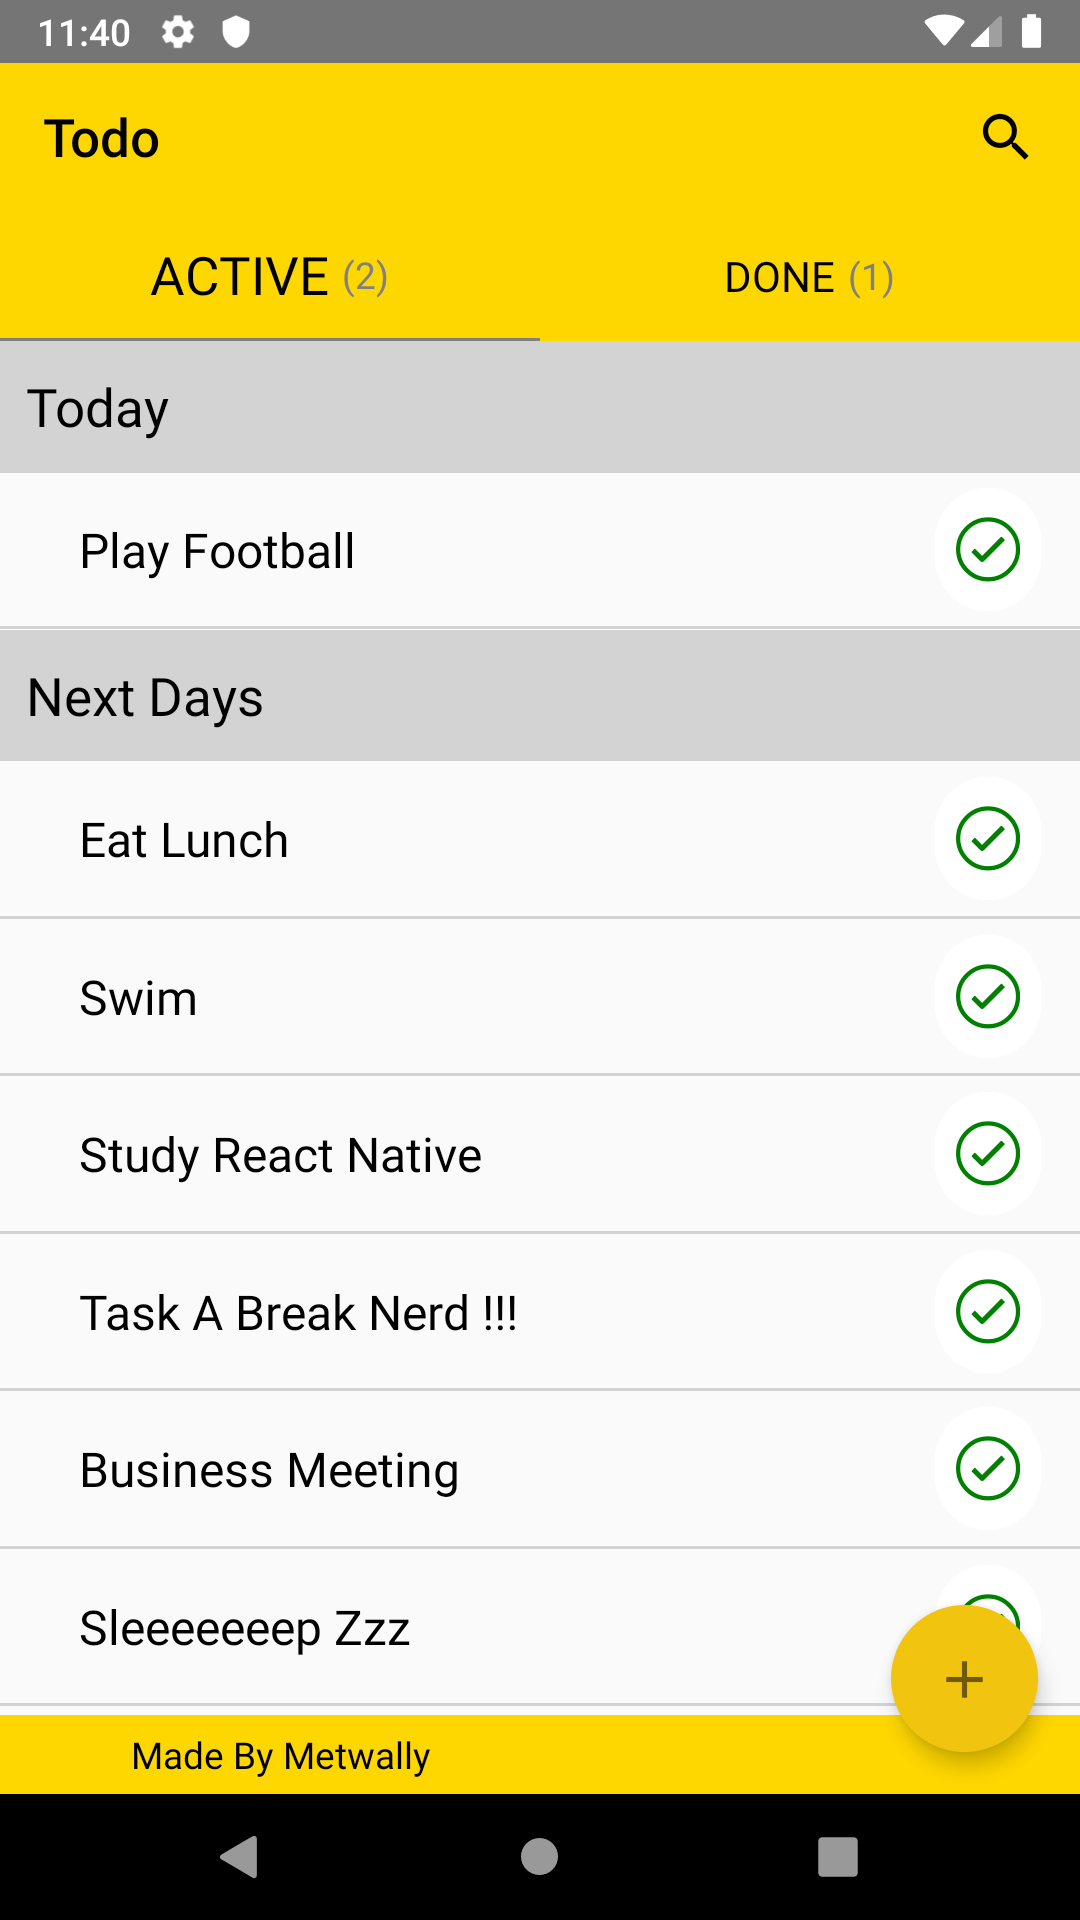 11:40
Todo
ACTIVE (2)
DONE (1)
Today
Play Football
Next Days
Eat Lunch
Swim
Study React Native
Task A Break Nerd !!!
Business Meeting
Sleeeeeeep Zzz
Made By Metwally